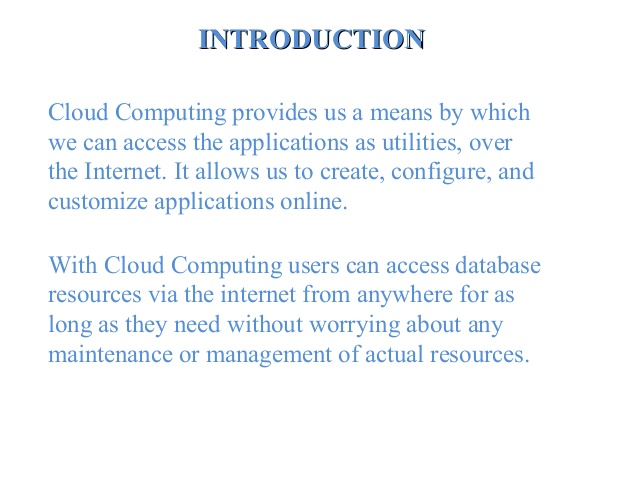 INTRODUCTION
Cloud Computing provides us a means by which
we can access the applications as utilities, over
the Internet. It allows us to create, configure, and
customize applications online.
With Cloud Computing users can access database
resources via the internet from anywhere for as
long as they need without worrying about any
maintenance or management of actual resources.